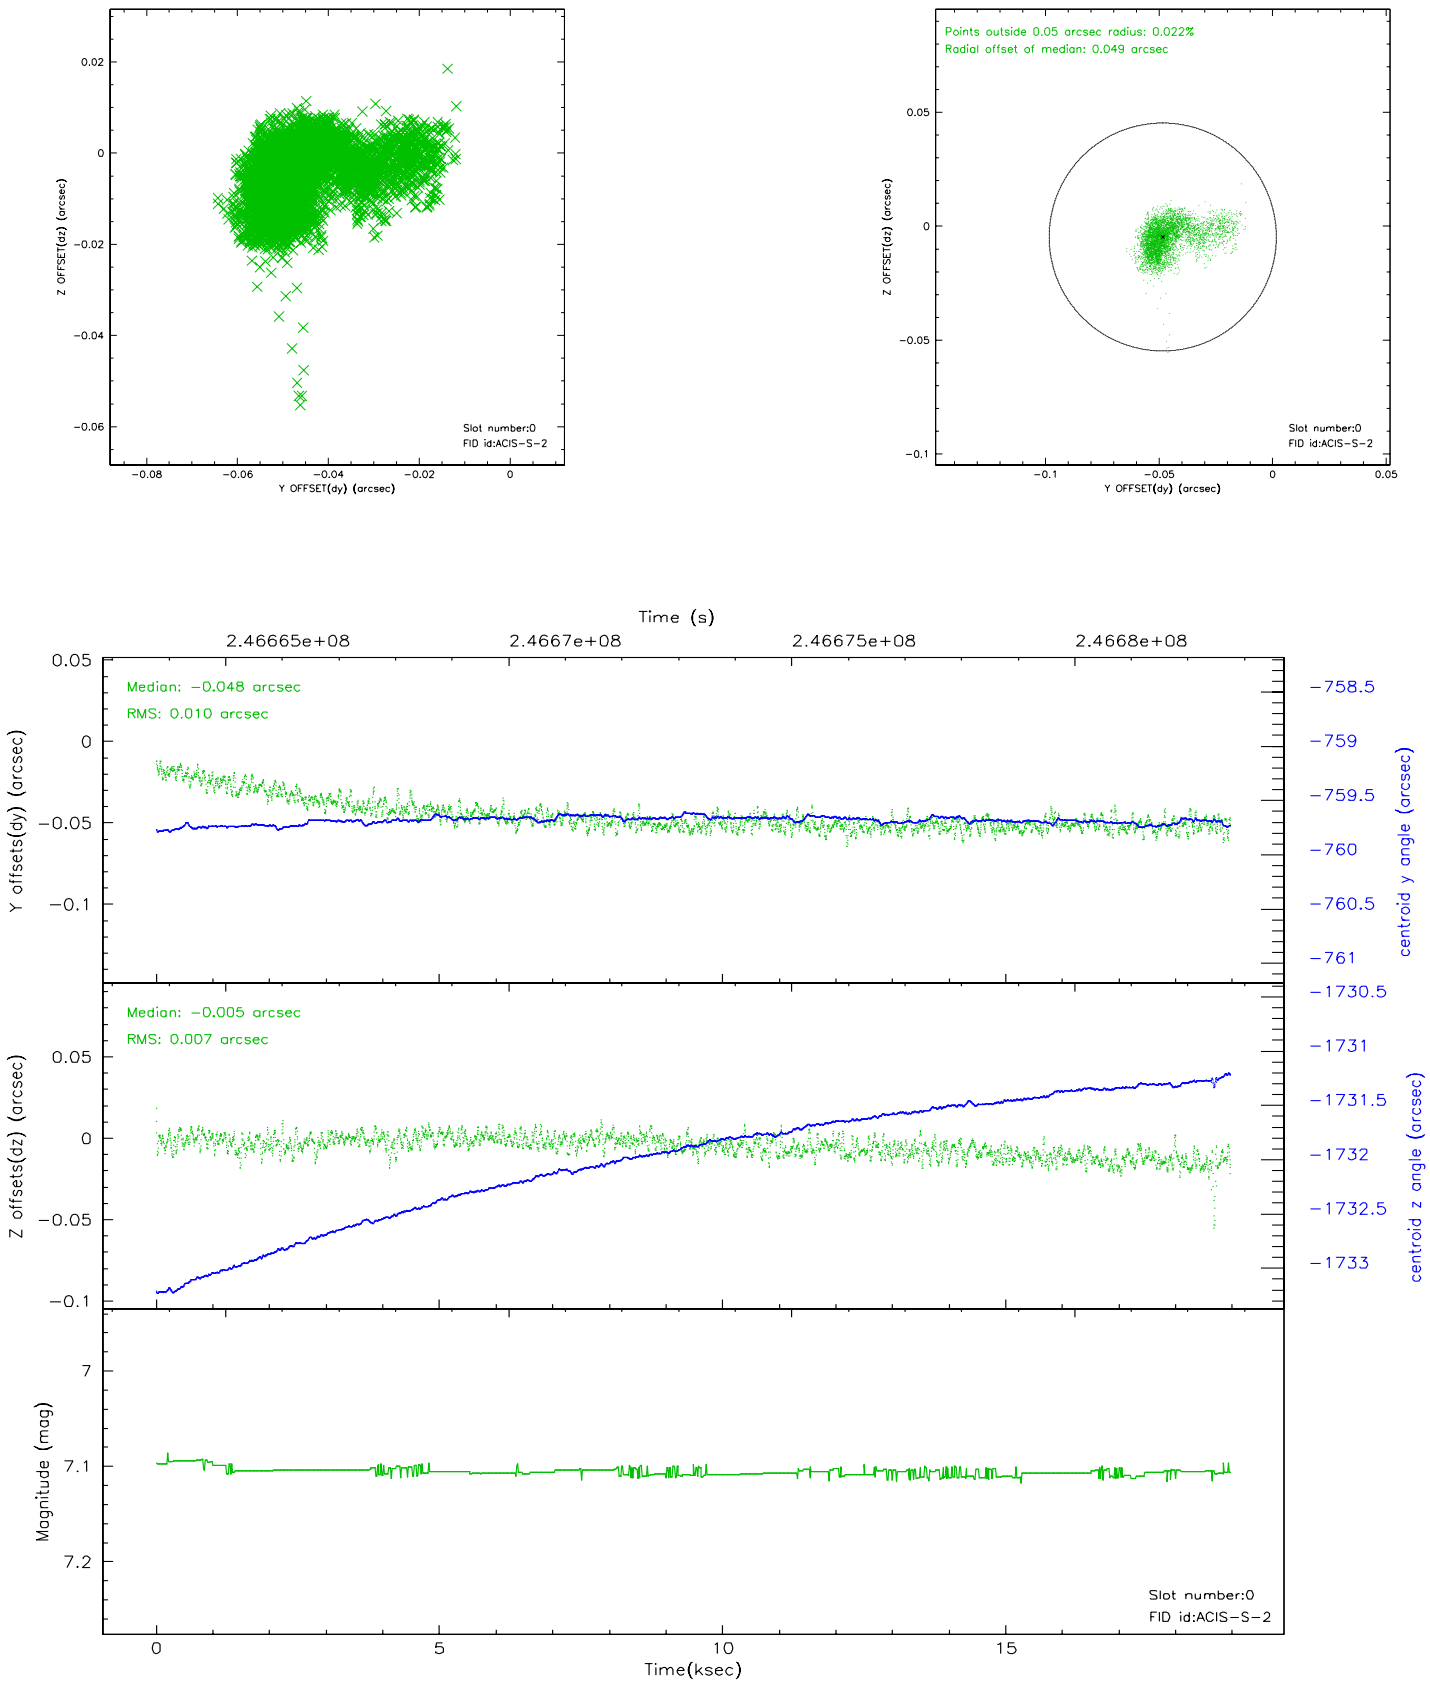 0.02
0
−0.02
−0.04
−0.06
Z OFFSET(dz) (arcsec)
Slot number:0
FID id:ACIS−S−2
−0.08
−0.06
−0.04
−0.02
0
Y OFFSET(dy) (arcsec)
Points outside 0.05 arcsec radius: 0.022%
Radial offset of median: 0.049 arcsec
0.05
0
−0.05
−0.1
Z OFFSET(dz) (arcsec)
Slot number:0
FID id:ACIS−S−2
−0.1
−0.05
0
0.05
Y OFFSET(dy) (arcsec)
Time (s)
2.46665e+08
2.4667e+08
2.46675e+08
2.4668e+08
0.05
0
−0.05
−0.1
Y offsets(dy) (arcsec)
Median: −0.048 arcsec
RMS: 0.010 arcsec
−758.5
−759
−759.5
−760
−760.5
−761
centroid y angle (arcsec)
0.05
0
−0.05
−0.1
Z offsets(dz) (arcsec)
Median: −0.005 arcsec
RMS: 0.007 arcsec
−1730.5
−1731
−1731.5
−1732
−1732.5
−1733
centroid z angle (arcsec)
7
7.1
7.2
Magnitude (mag)
Slot number:0
FID id:ACIS−S−2
0
5
10
15
Time(ksec)